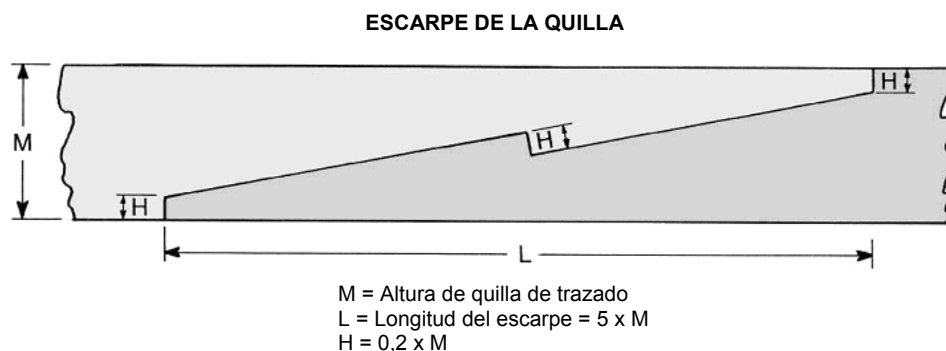 ESCARPE DE LA QUILLA
H
M
H
H
L
M = Altura de quilla de trazado
L = Longitud del escarpe = 5 x M
H = 0,2 x M